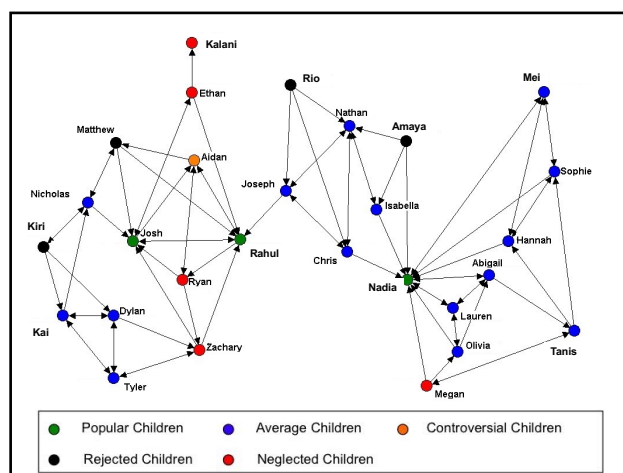 Kalani
Ethan
Rio
Mei
Nathan
Matthew
Amaya
Aidan
Sophie
Nicholas
Joseph
Isabella
Kiri
Josh
Rahul
Hannah
Chris
Abigail
Ryan
Nadia
Dylan
Lauren
Kai
Zachary
Olivia
Tanis
Tyler
Megan
Popular Children
Average Children
Controversial Children
Rejected Children
Neglected Children